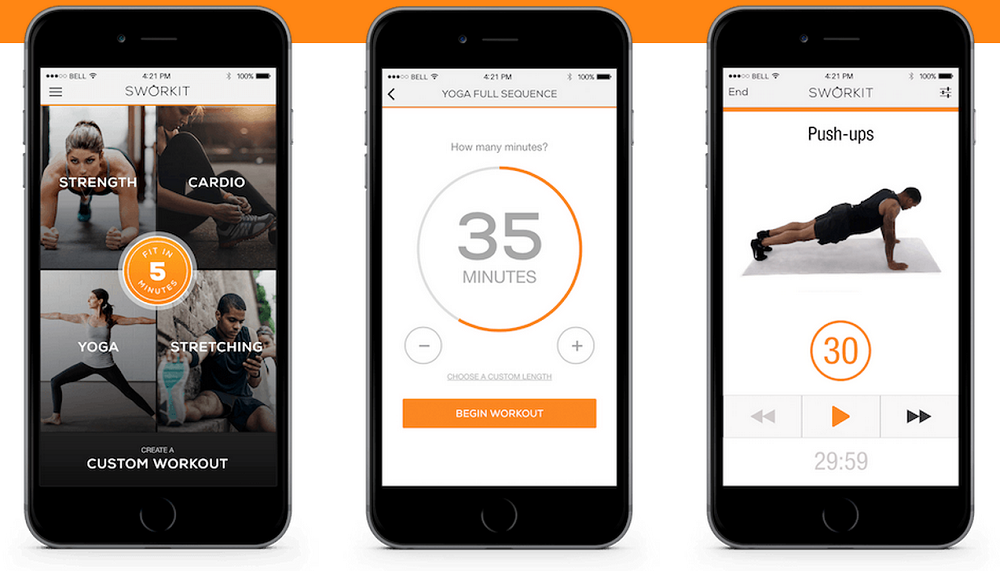 BELL 4:21 PM 100%
SWORKIT
STRENGTH
CARDIO
FIT IN
5
MINUTES
YOGA
STRETCHING
CREATE A
CUSTOM WORKOUT
BELL 4:21 PM 100%
YOGA FULL SEQUENCE
How many minutes?
35
MINUTES
− +
CHOOSE A CUSTOM LENGTH
BEGIN WORKOUT
BELL 4:21 PM 100%
End SWORKIT
Push-ups
30
29:59